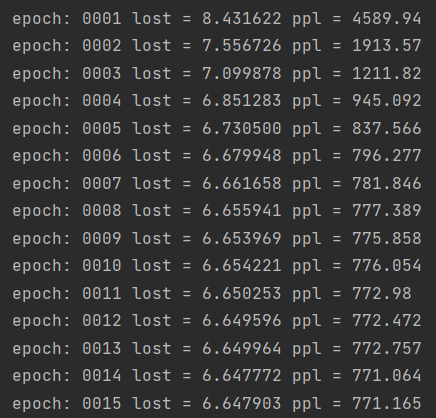 epoch: 0001 lost = 8.431622 ppl = 4589.94
epoch: 0002 lost = 7.556726 ppl = 1913.57
epoch: 0003 lost = 7.099878 ppl = 1211.82
epoch: 0004 lost = 6.851283 ppl = 945.092
epoch: 0005 lost = 6.730500 ppl = 837.566
epoch: 0006 lost = 6.679948 ppl = 796.277
epoch: 0007 lost = 6.661658 ppl = 781.846
epoch: 0008 lost = 6.655941 ppl = 777.389
epoch: 0009 lost = 6.653969 ppl = 775.858
epoch: 0010 lost = 6.654221 ppl = 776.054
epoch: 0011 lost = 6.650253 ppl = 772.98
epoch: 0012 lost = 6.649596 ppl = 772.472
epoch: 0013 lost = 6.649964 ppl = 772.757
epoch: 0014 lost = 6.647772 ppl = 771.064
epoch: 0015 lost = 6.647903 ppl = 771.165